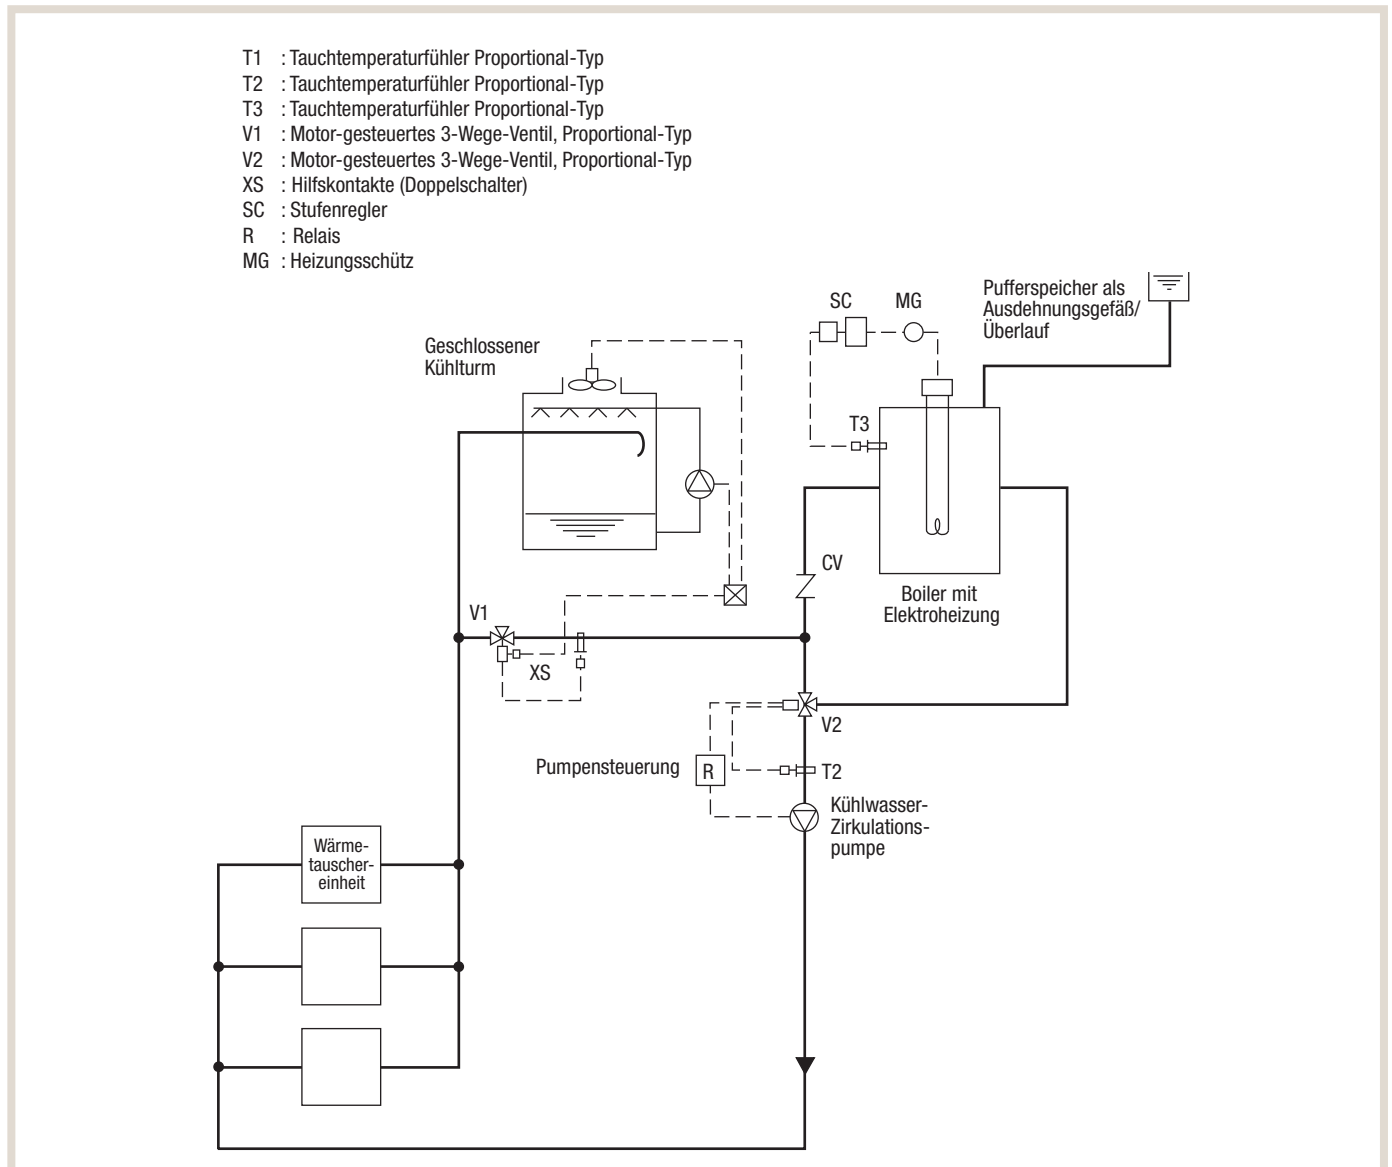 T1 : Tauchtemperaturfühler Proportional-Typ
T2 : Tauchtemperaturfühler Proportional-Typ
T3 : Tauchtemperaturfühler Proportional-Typ
V1 : Motor-gesteuertes 3-Wege-Ventil, Proportional-Typ
V2 : Motor-gesteuertes 3-Wege-Ventil, Proportional-Typ
XS : Hilfskontakte (Doppelschalter)
SC : Stufenregler
R : Relais
MG : Heizungsschütz
Pufferspeicher als
Ausdehnungsgefäß/
Überlauf
SC
MG
Geschlossener
Kühlturm
T3
CV
Boiler mit
Elektroheizung
V1
XS
V2
Pumpensteuerung
R
T2
Kühlwasser-
Zirkulations-
pumpe
Wärme-
tauscher-
einheit